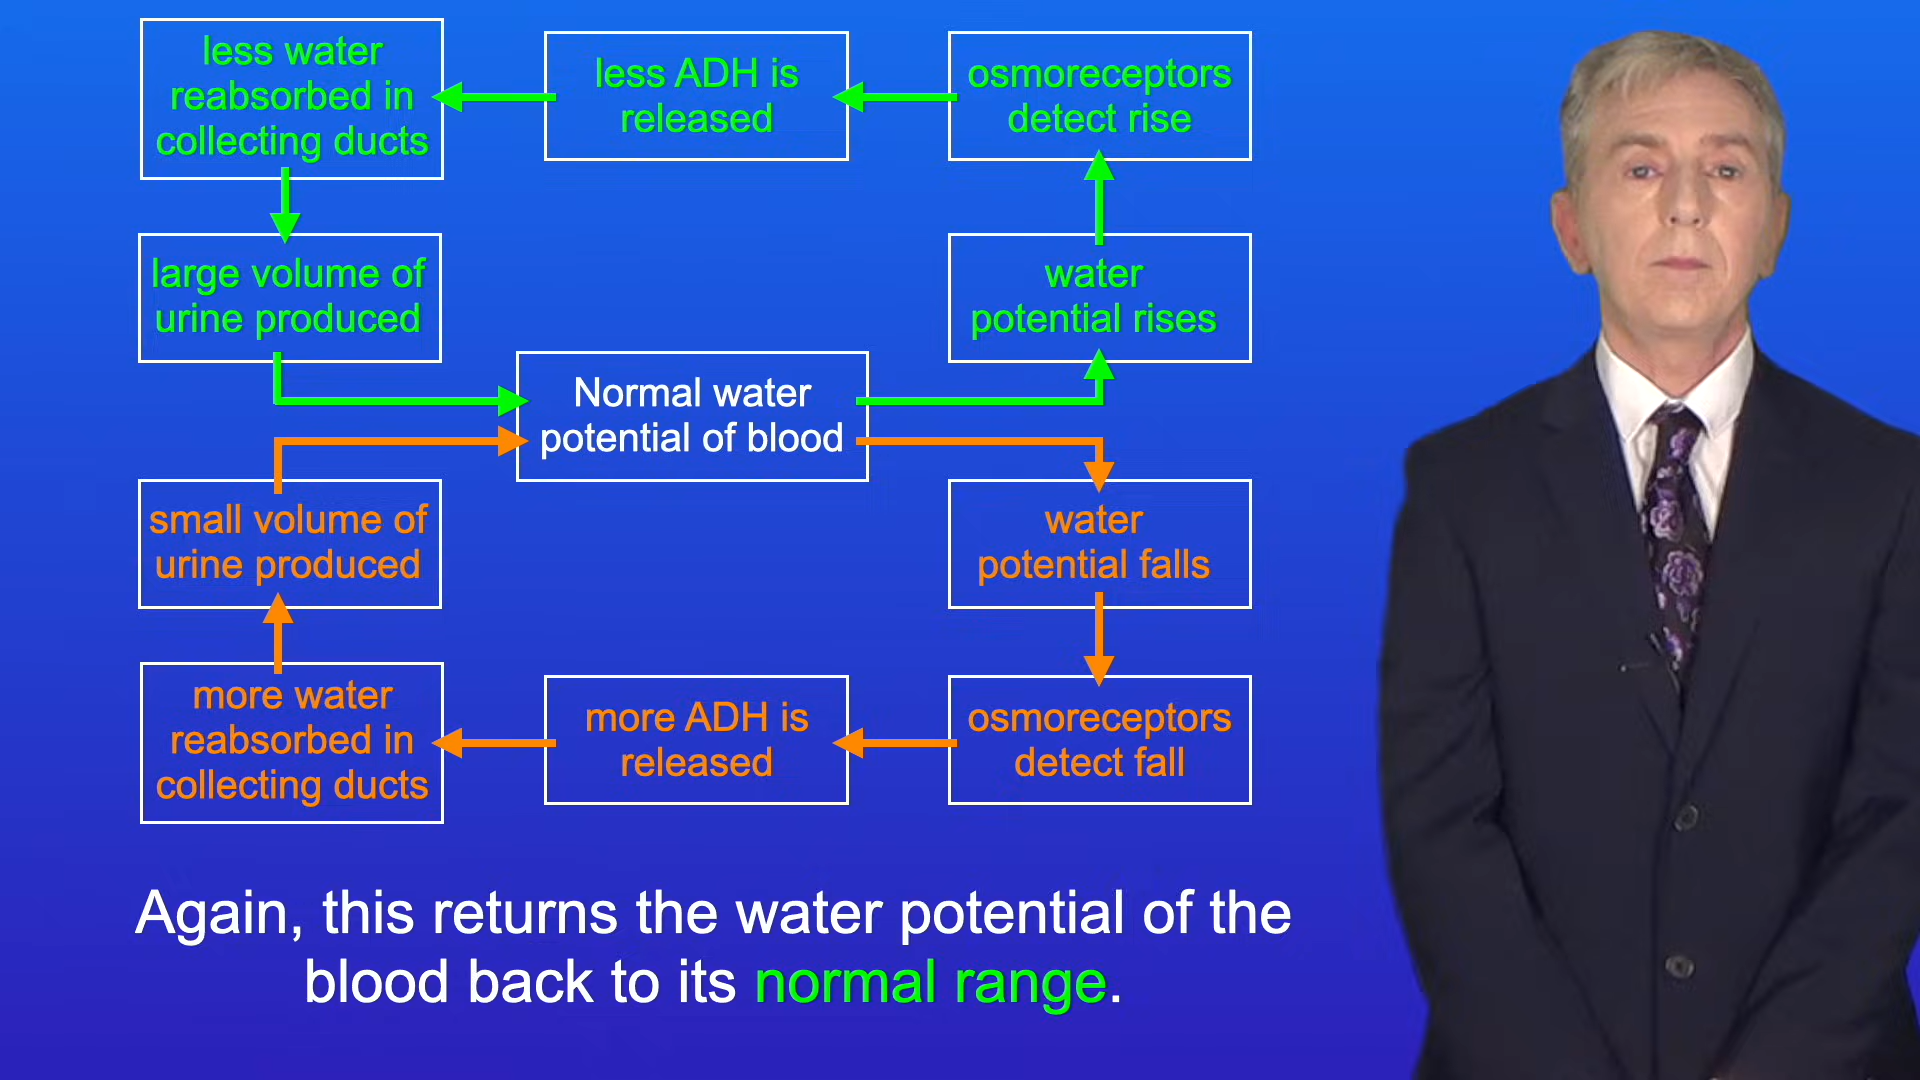 less water
reabsorbed in
collecting ducts
less ADH is
released
osmoreceptors
detect rise
large volume of
urine produced
water
potential rises
Normal water
potential of blood
small volume of
urine produced
water
potential falls
more water
reabsorbed in
collecting ducts
more ADH is
released
osmoreceptors
detect fall
Again, this returns the water potential of the
blood back to its normal range.